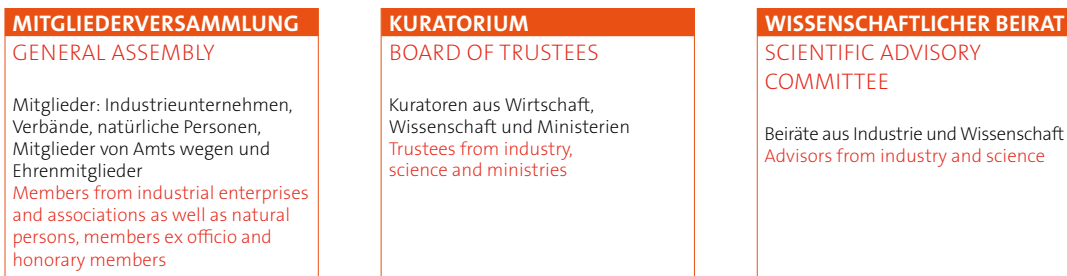 MITGLIEDERVERSAMMLUNG
GENERAL ASSEMBLY
Mitglieder: Industrieunternehmen,
Verbände, natürliche Personen,
Mitglieder von Amts wegen und
Ehrenmitglieder
Members from industrial enterprises
and associations as well as natural
persons, members ex officio and
honorary members
KURATORIUM
BOARD OF TRUSTEES
Kuratoren aus Wirtschaft,
Wissenschaft und Ministerien
Trustees from industry,
science and ministries
WISSENSCHAFTLICHER BEIRAT
SCIENTIFIC ADVISORY
COMMITTEE
Beiräte aus Industrie und Wissenschaft
Advisors from industry and science